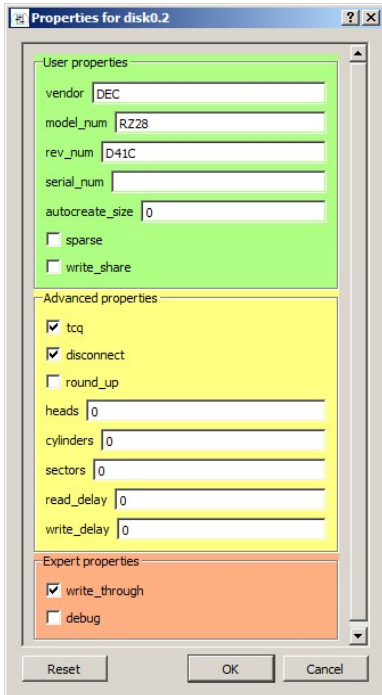 Properties for disk0.2
User properties
vendor DEC
model_num RZ28
rev_num D41C
serial_num
autocreate_size 0
sparse
write_share
Advanced properties
tcq
disconnect
round_up
heads 0
cylinders 0
sectors 0
read_delay 0
write_delay 0
Expert properties
write_through
debug
Reset OK Cancel